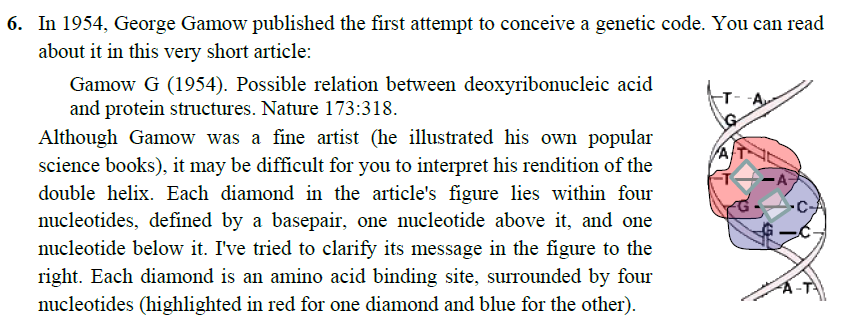 6. In 1954, George Gamow published the first attempt to conceive a genetic code. You can read
about it in this very short article:
Gamow G (1954). Possible relation between deoxyribonucleic acid
and protein structures. Nature 173:318.
Although Gamow was a fine artist (he illustrated his own popular
science books), it may be difficult for you to interpret his rendition of the
double helix. Each diamond in the article's figure lies within four
nucleotides, defined by a basepair, one nucleotide above it, and one
nucleotide below it. I've tried to clarify its message in the figure to the
right. Each diamond is an amino acid binding site, surrounded by four
nucleotides (highlighted in red for one diamond and blue for the other).
T A
G
A T
T A
G C
G C
A-T